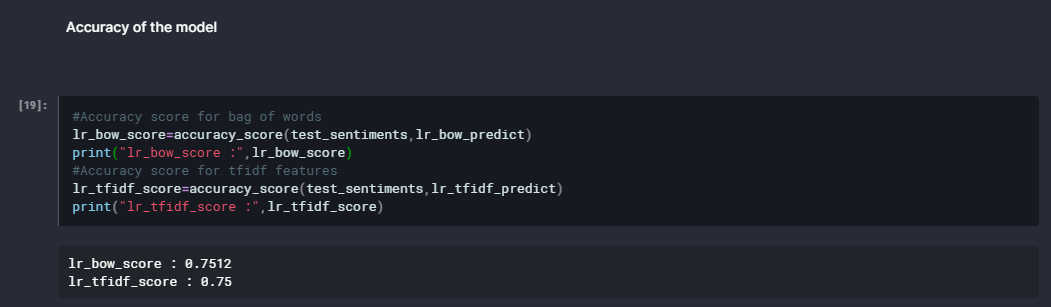 Accuracy of the model
[19]:
#Accuracy score for bag of words
lr_bow_score=accuracy_score(test_sentiments,lr_bow_predict)
print("lr_bow_score :",lr_bow_score)
#Accuracy score for tfidf features
lr_tfidf_score=accuracy_score(test_sentiments,lr_tfidf_predict)
print("lr_tfidf_score :",lr_tfidf_score)
lr_bow_score : 0.7512
lr_tfidf_score : 0.75